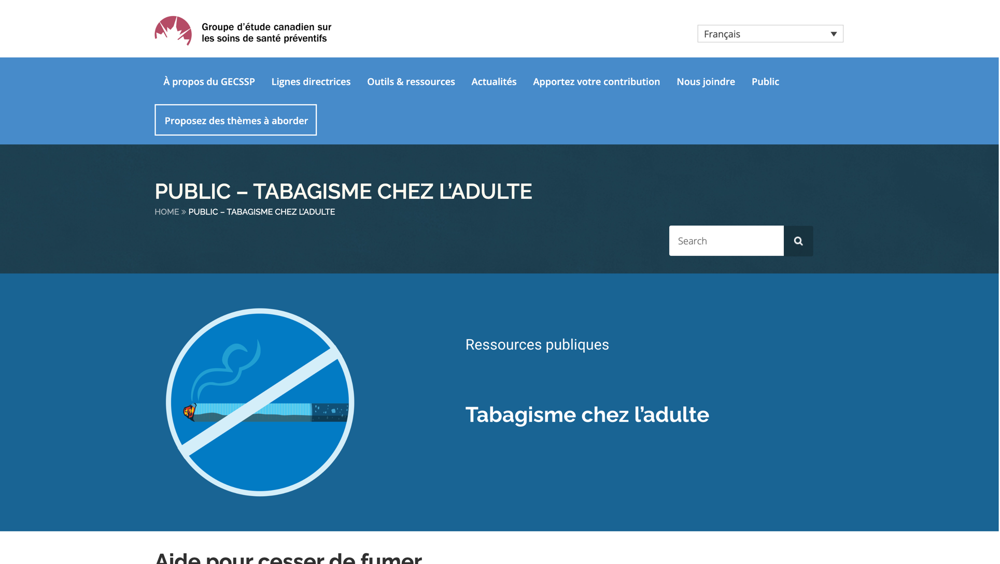 Groupe d’étude canadien sur
les soins de santé préventifs
Français
À propos du GECSSP
Lignes directrices
Outils & ressources
Actualités
Apportez votre contribution
Nous joindre
Public
Proposez des thèmes à aborder
PUBLIC – TABAGISME CHEZ L’ADULTE
HOME » PUBLIC – TABAGISME CHEZ L’ADULTE
Search
Ressources publiques
Tabagisme chez l’adulte
Aide pour cesser de fumer